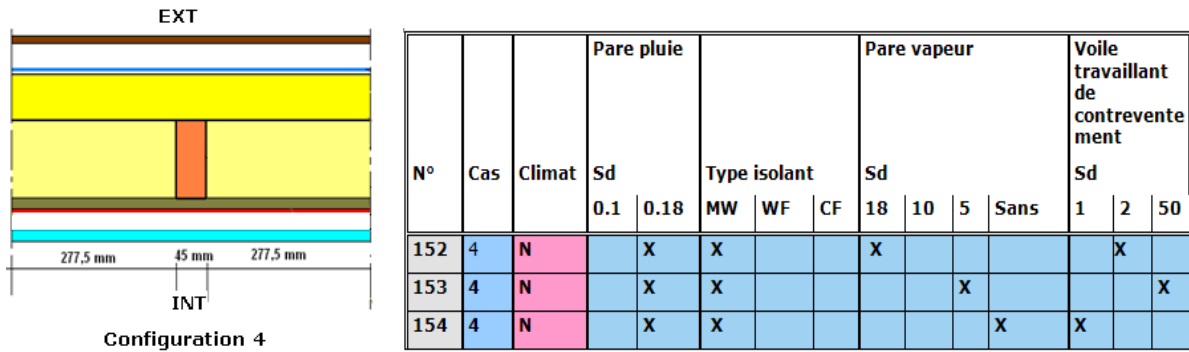 EXT
277,5 mm 45 mm 277,5 mm
INT
Configuration 4
Pare pluie Pare vapeur Voile
travaillant
de
contrevente
ment
N° Cas Climat Sd Type isolant Sd Sd
0.1 0.18 MW WF CF 18 10 5 Sans 1 2 50
152 4 N X X X X
153 4 N X X X X
154 4 N X X X X